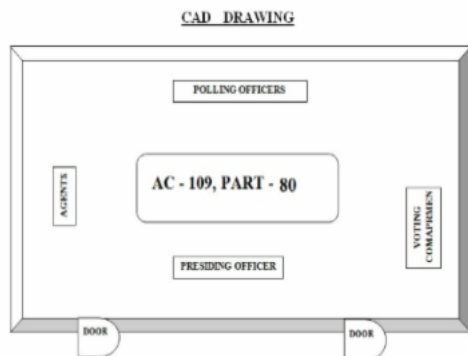 CAD DRAWING
POLLING OFFICERS
AGENTS
AC - 109, PART - 80
VOTING
COMAPRMEN
PRESIDING OFFICER
DOOR
DOOR